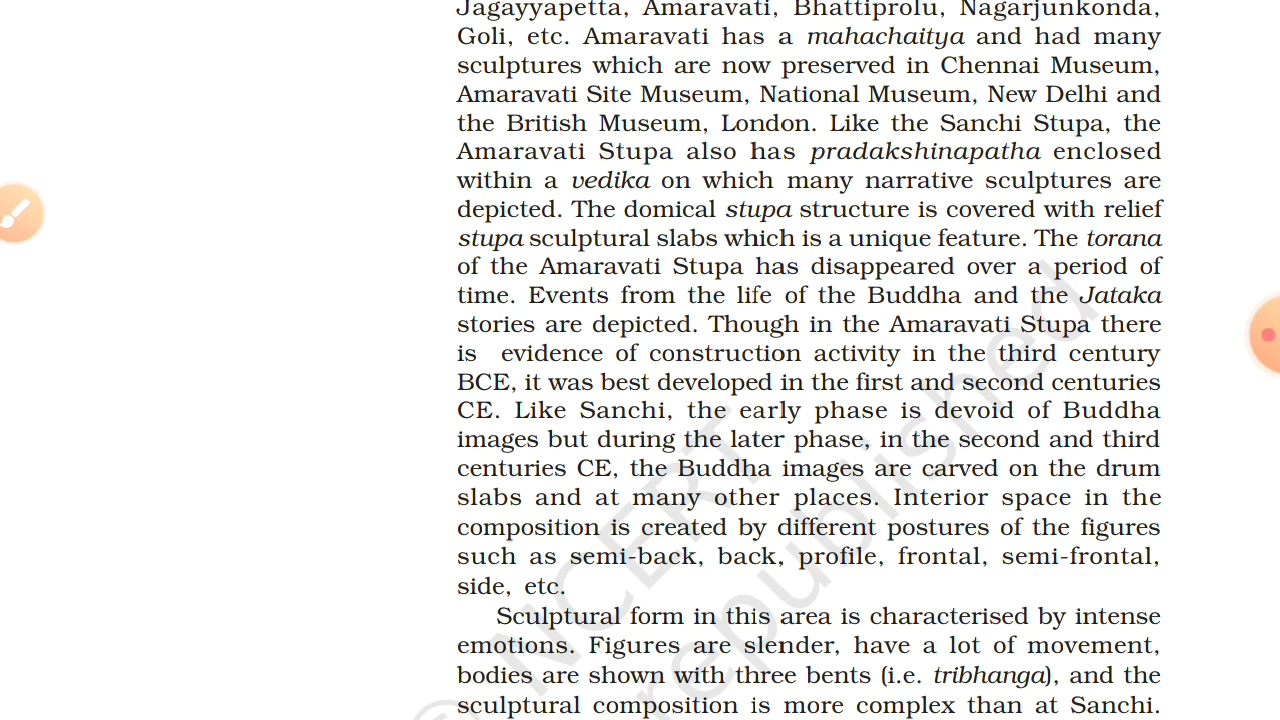 Jagayyapetta, Amaravati, Bhattiprolu, Nagarjunkonda,
Goli, etc. Amaravati has a mahachaitya and had many
sculptures which are now preserved in Chennai Museum,
Amaravati Site Museum, National Museum, New Delhi and
the British Museum, London. Like the Sanchi Stupa, the
Amaravati Stupa also has pradakshinapatha enclosed
within a vedika on which many narrative sculptures are
depicted. The domical stupa structure is covered with relief
stupa sculptural slabs which is a unique feature. The torana
of the Amaravati Stupa has disappeared over a period of
time. Events from the life of the Buddha and the Jataka
stories are depicted. Though in the Amaravati Stupa there
is evidence of construction activity in the third century
BCE, it was best developed in the first and second centuries
CE. Like Sanchi, the early phase is devoid of Buddha
images but during the later phase, in the second and third
centuries CE, the Buddha images are carved on the drum
slabs and at many other places. Interior space in the
composition is created by different postures of the figures
such as semi-back, back, profile, frontal, semi-frontal,
side, etc.
Sculptural form in this area is characterised by intense
emotions. Figures are slender, have a lot of movement,
bodies are shown with three bents (i.e. tribhanga), and the
sculptural composition is more complex than at Sanchi.
© NCERT
republished